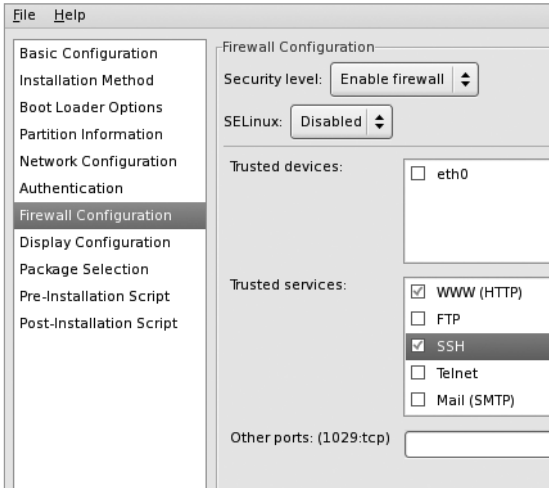 File Help
Basic Configuration
Installation Method
Boot Loader Options
Partition Information
Network Configuration
Authentication
Firewall Configuration
Display Configuration
Package Selection
Pre-Installation Script
Post-Installation Script
Firewall Configuration
Security level: Enable firewall
SELinux: Disabled
Trusted devices:
eth0
Trusted services:
WWW (HTTP)
FTP
SSH
Telnet
Mail (SMTP)
Other ports: (1029:tcp)